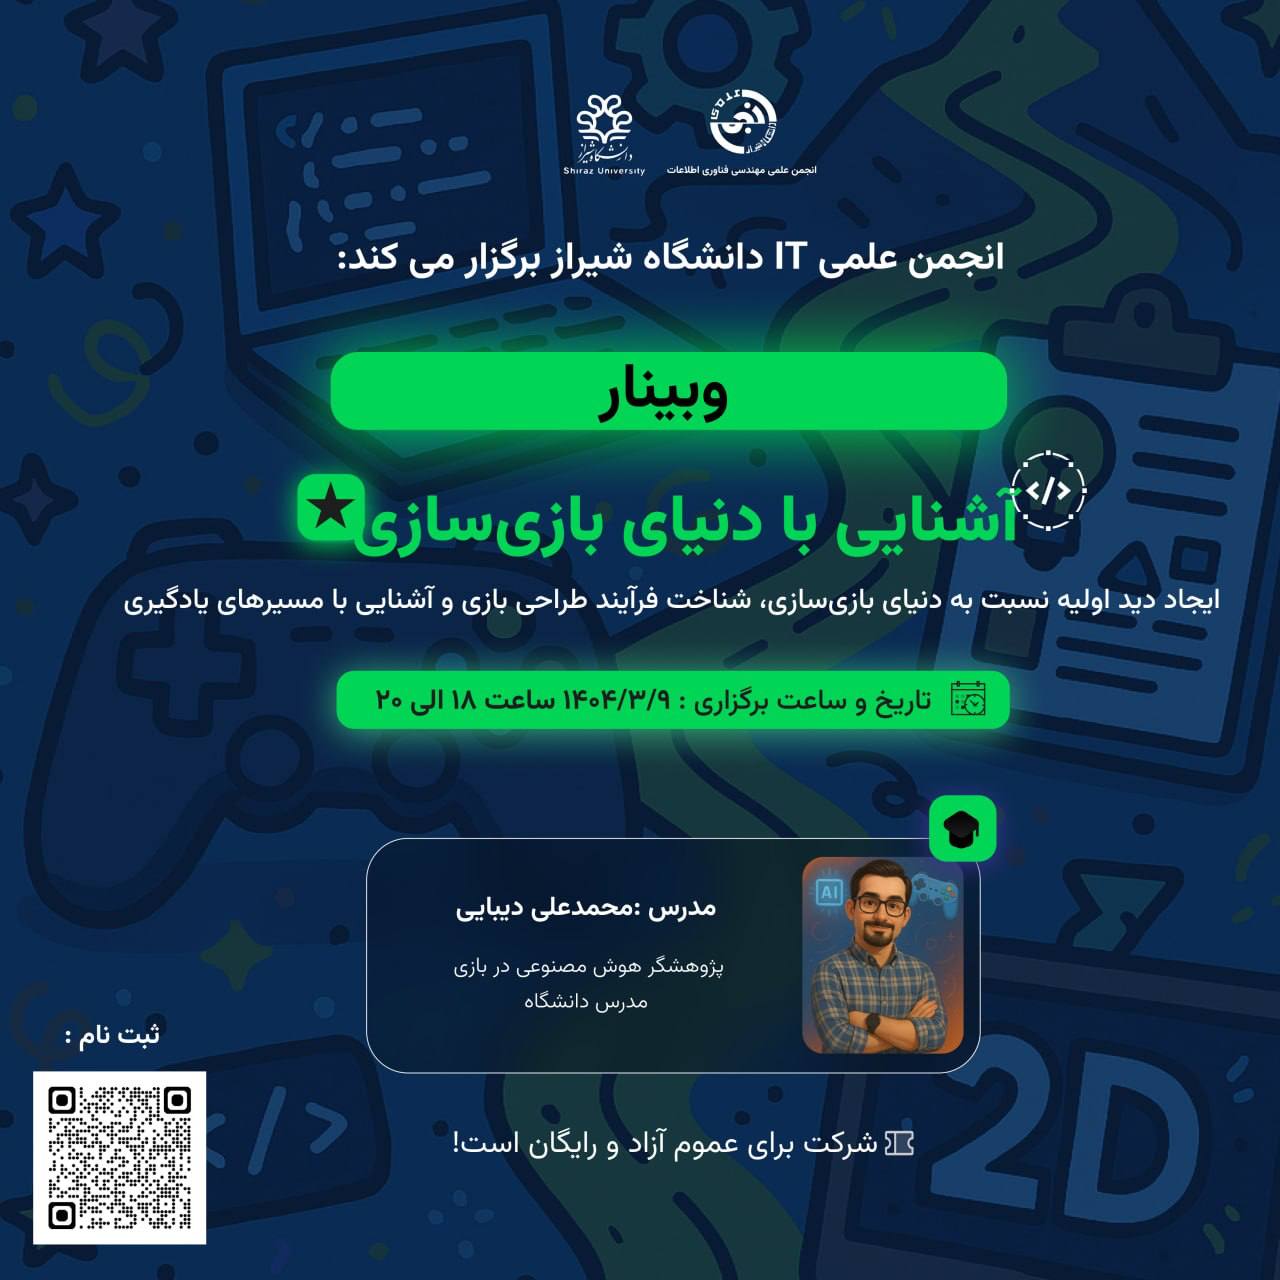 دانشگاه شیراز
Shiraz University
انجمن علمی مهندسی فناوری اطلاعات
انجمن علمی IT دانشگاه شیراز برگزار می کند:
وبینار
</>
آشنایی با دنیای بازی‌سازی
ایجاد دید اولیه نسبت به دنیای بازی‌سازی، شناخت فرآیند طراحی بازی و آشنایی با مسیرهای یادگیری
تاریخ و ساعت برگزاری : ۱۴۰۴/۳/۹ ساعت ۱۸ الی ۲۰
AI
مدرس :محمدعلی دیبایی
پژوهشگر هوش مصنوعی در بازی
مدرس دانشگاه
ثبت نام :
</>
2D
شرکت برای عموم آزاد و رایگان است!